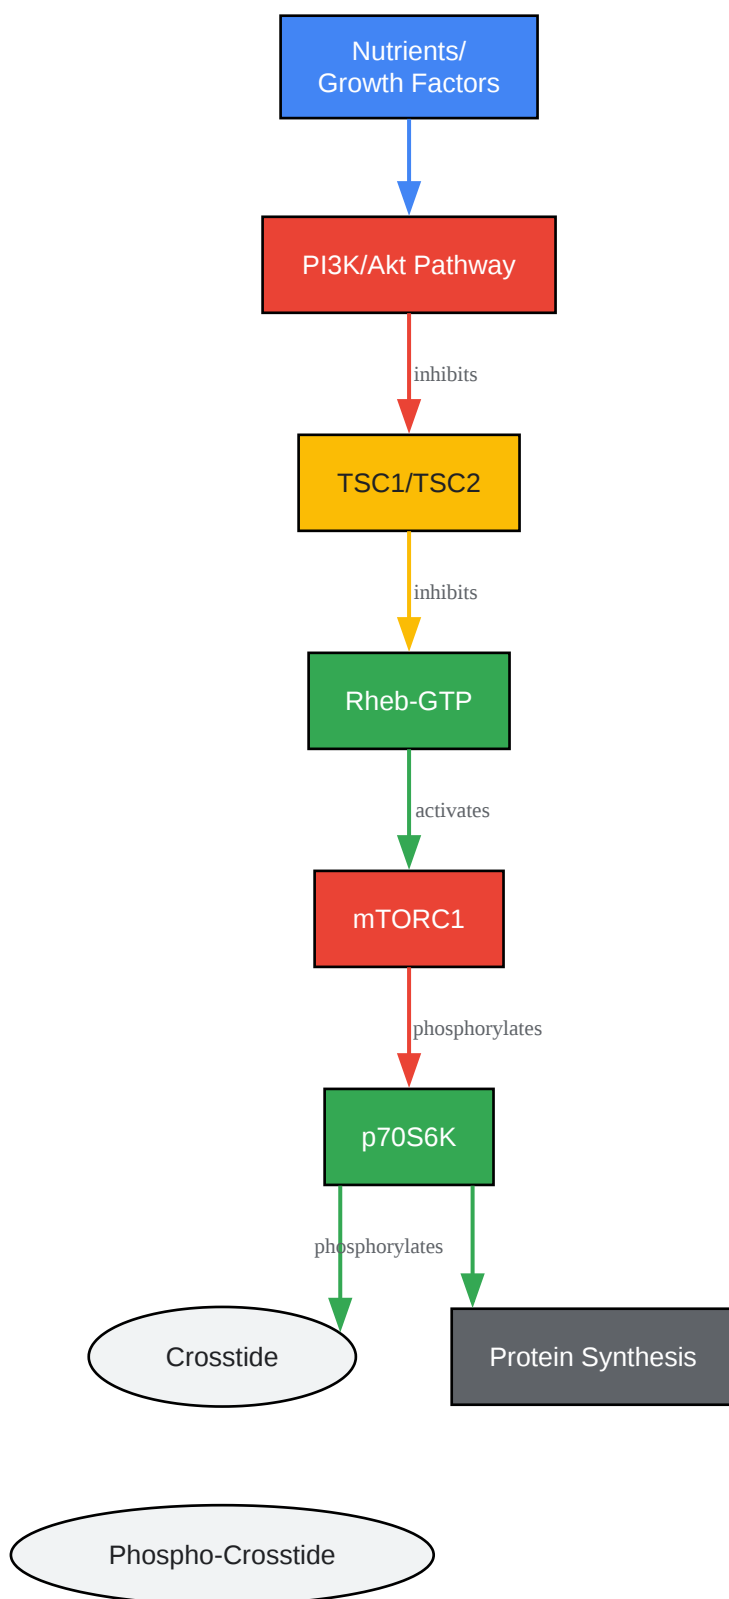 Nutrients/
Growth Factors
PI3K/Akt Pathway
inhibits
TSC1/TSC2
inhibits
Rheb-GTP
activates
mTORC1
phosphorylates
p70S6K
phosphorylates
Crosstide
Protein Synthesis
Phospho-Crosstide